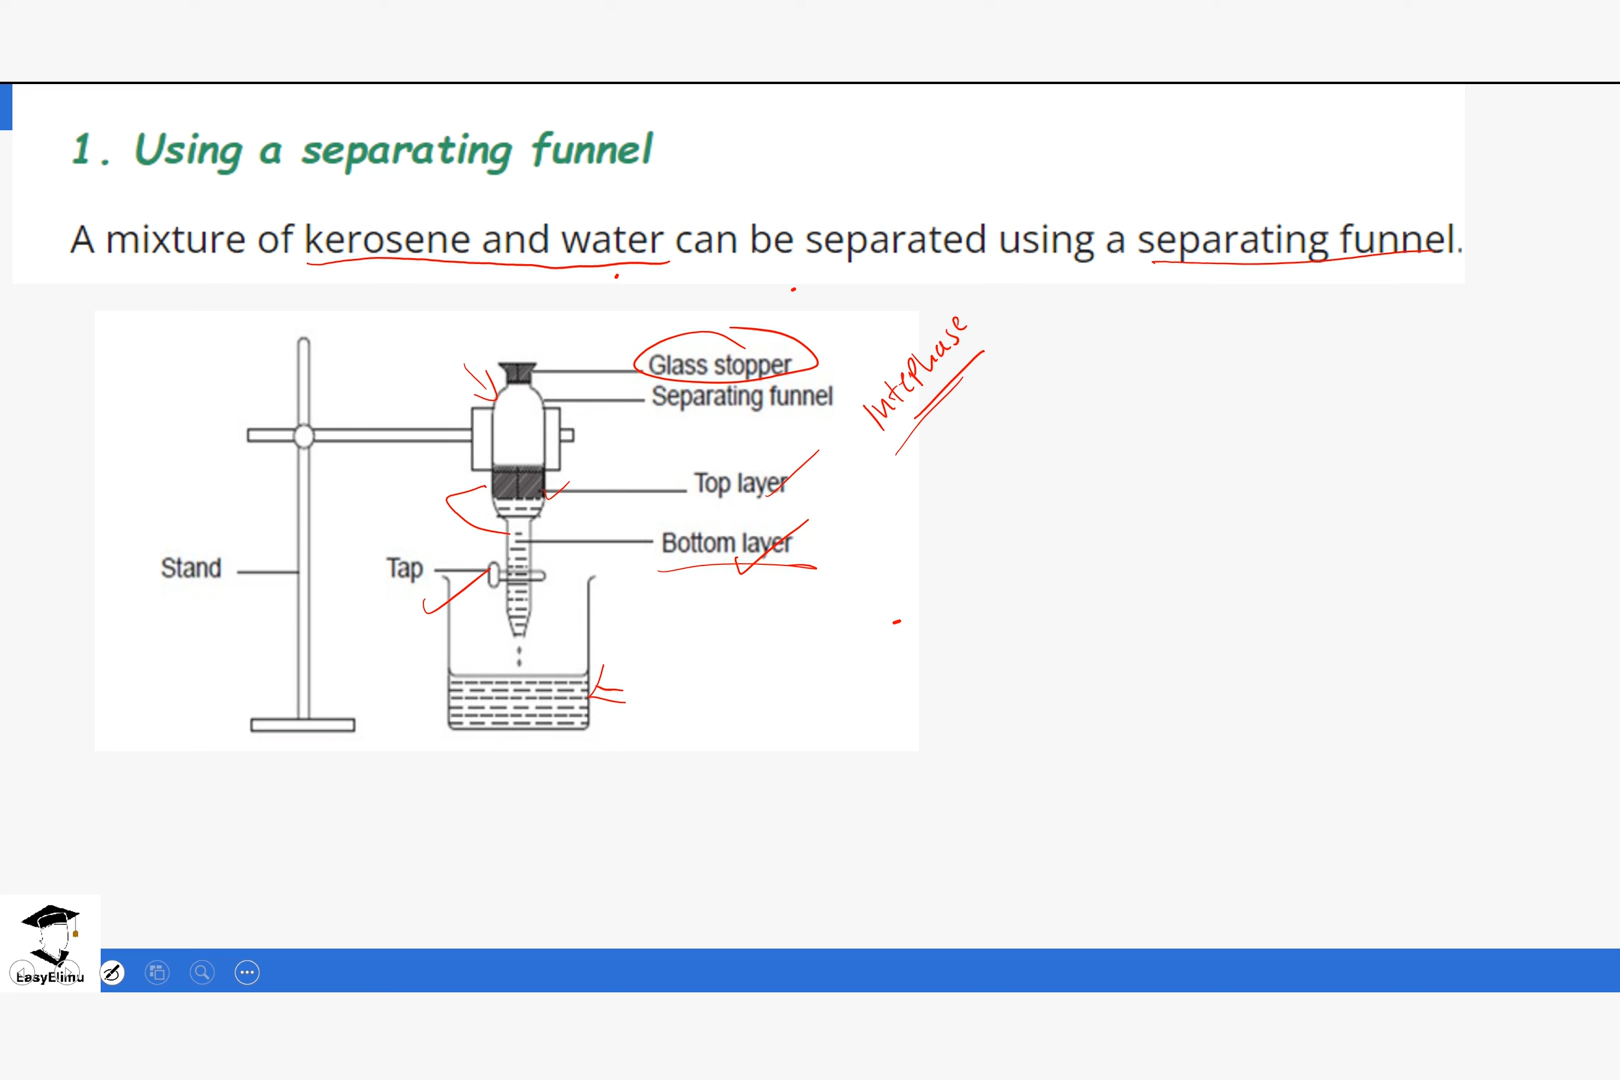 1. Using a separating funnel
A mixture of kerosene and water can be separated using a separating funnel.
Glass stopper
Separating funnel
IntePhase
Top layer
Bottom layer
Stand
Tap
EasyElimu